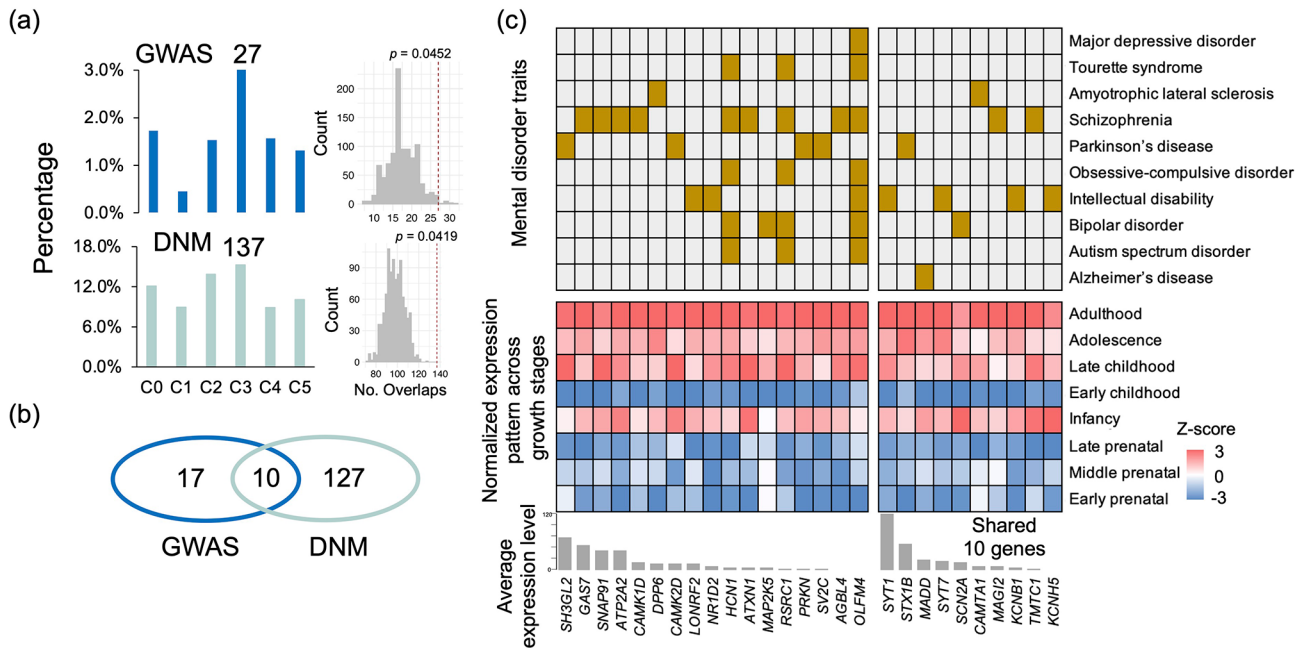 (a)
GWAS 27
3.0%
2.0%
1.0%
0.0%
Percentage
p = 0.0452
Count
200
150
100
50
0
10 15 20 25 30
DNM 137
18.0%
12.0%
6.0%
0.0%
C0 C1 C2 C3 C4 C5
p = 0.0419
Count
90
60
30
0
80 100 120 140
No. Overlaps
(b)
17 10 127
GWAS DNM
(c)
Mental disorder traits
Major depressive disorder
Tourette syndrome
Amyotrophic lateral sclerosis
Schizophrenia
Parkinson's disease
Obsessive-compulsive disorder
Intellectual disability
Bipolar disorder
Autism spectrum disorder
Alzheimer's disease
Normalized expression
pattern across
growth stages
Adulthood
Adolescence
Late childhood
Early childhood
Infancy
Late prenatal
Middle prenatal
Early prenatal
Z-score
3
0
-3
Average
expression level
120
0
Shared
10 genes
SH3GL2
GAS7
SNAP91
ATP2A2
CAMK1D
DPP6
CAMK2D
LONRF2
NR1D2
HCN1
ATXN1
MAP2K5
RSRC1
PRKN
SV2C
AGBL4
OLFM4
SYT1
STX1B
MADD
SYT7
SCN2A
CAMTA1
MAGI2
KCNB1
TMTC1
KCNH5